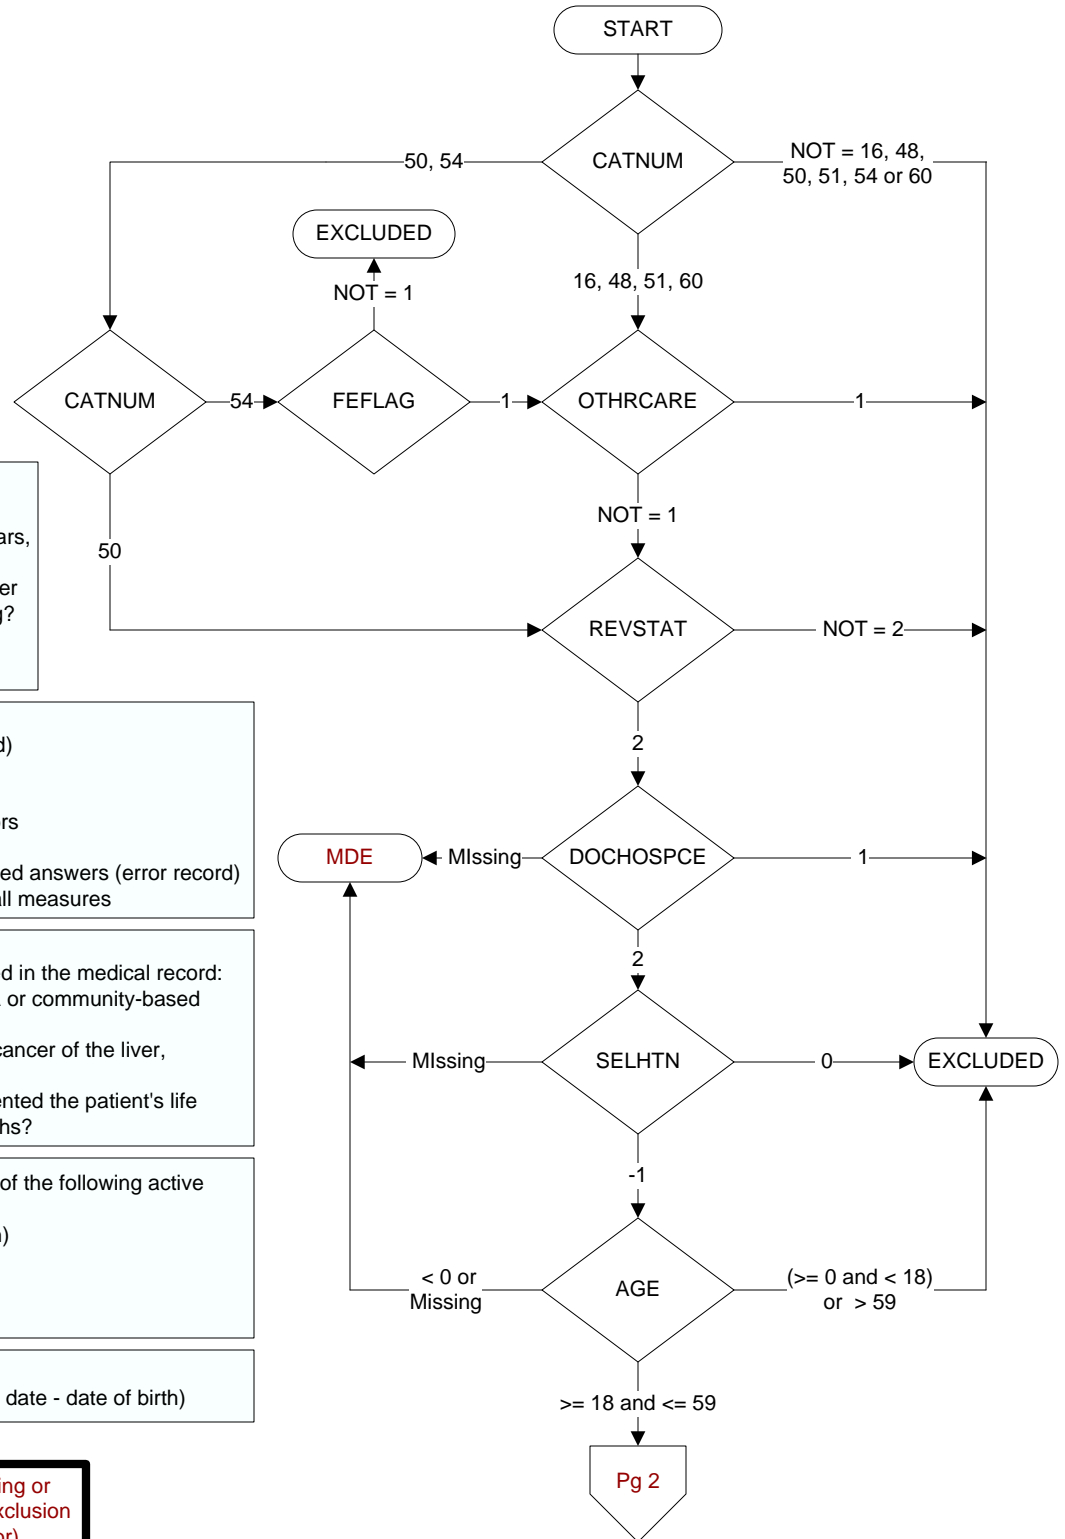 START
CATNUM
50, 54
NOT = 16, 48,
50, 51, 54 or 60
EXCLUDED
NOT = 1
16, 48, 51, 60
CATNUM
54
FEFLAG
1
OTHRCARE
1
NOT = 1
50
REVSTAT
NOT = 2
2
MDE
MIssing
DOCHOSPCE
1
2
MIssing
SELHTN
0
EXCLUDED
-1
< 0 or
Missing
AGE
(>= 0 and < 18)
or > 59
>= 18 and <= 59
Pg 2
ars,
er
g?
d)
ors
ed answers (error record)
all measures
ed in the medical record:
or community-based
cancer of the liver,
ented the patient's life
hs?
of the following active
)
date - date of birth)
ing or
xclusion
or)